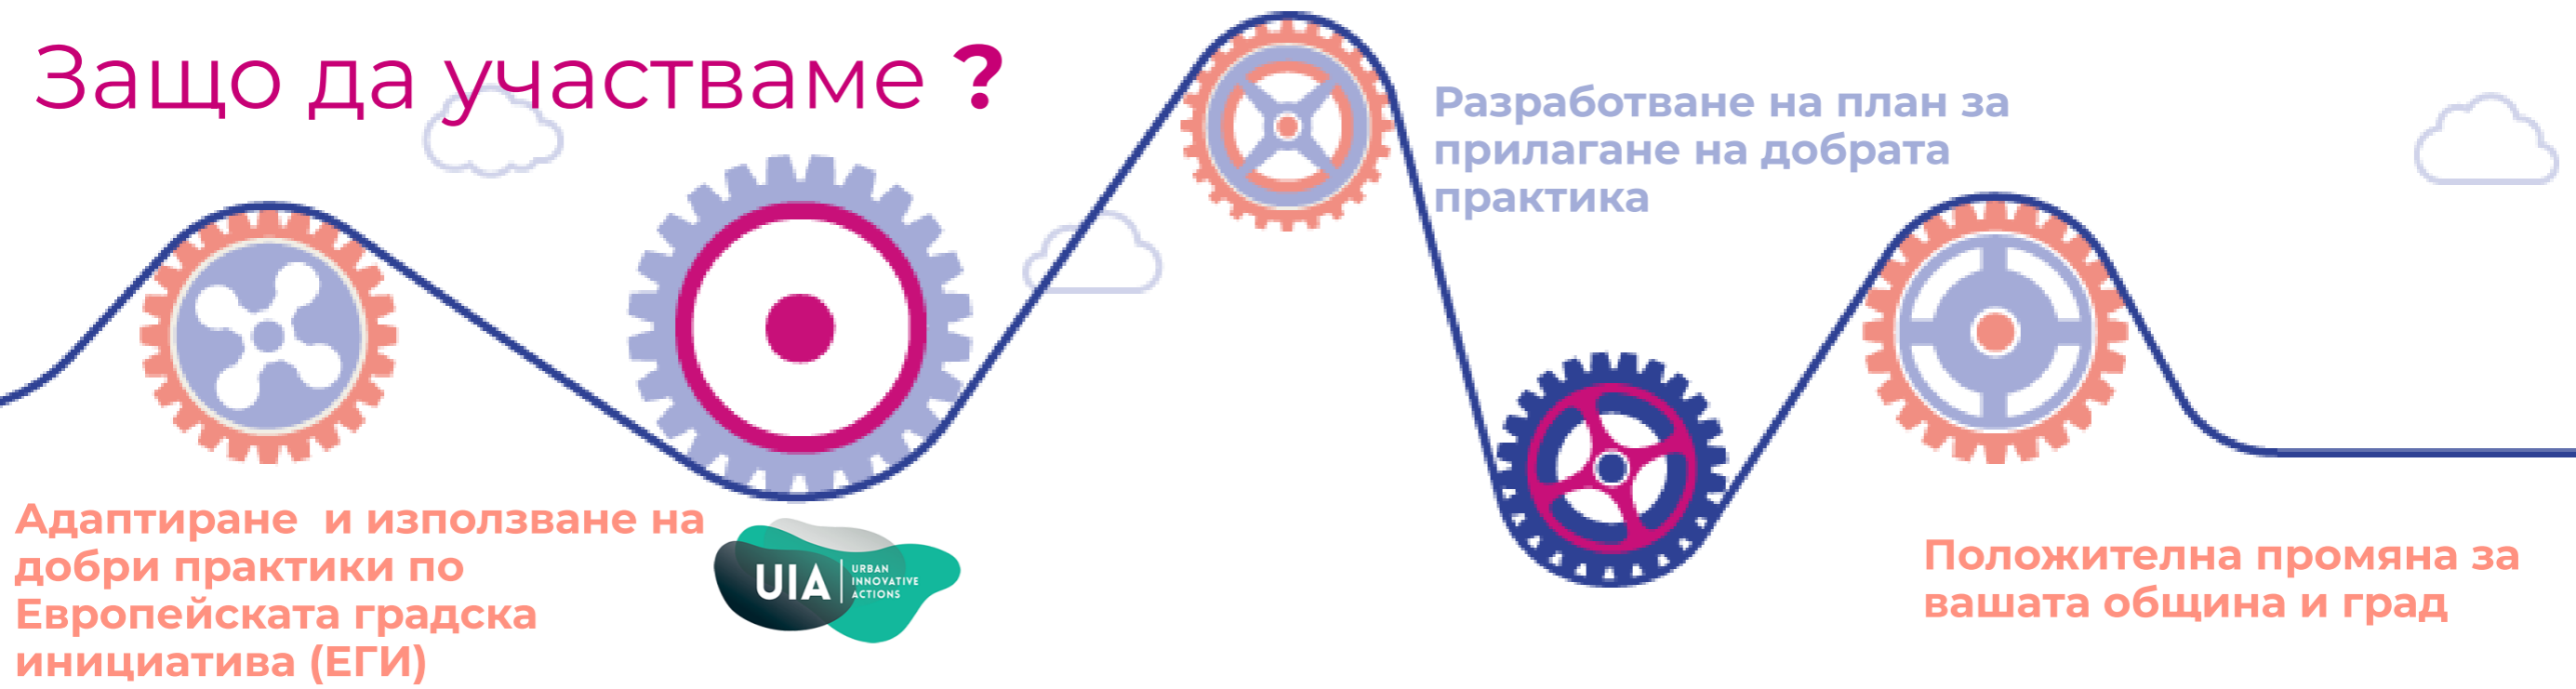 Защо да участваме ?
Разработване на план за
прилагане на добрата
практика
Адаптиране и използване на
добри практики по
Европейската градска
инициатива (ЕГИ)
UIA
URBAN
INNOVATIVE
ACTIONS
Положителна промяна за
вашата община и град